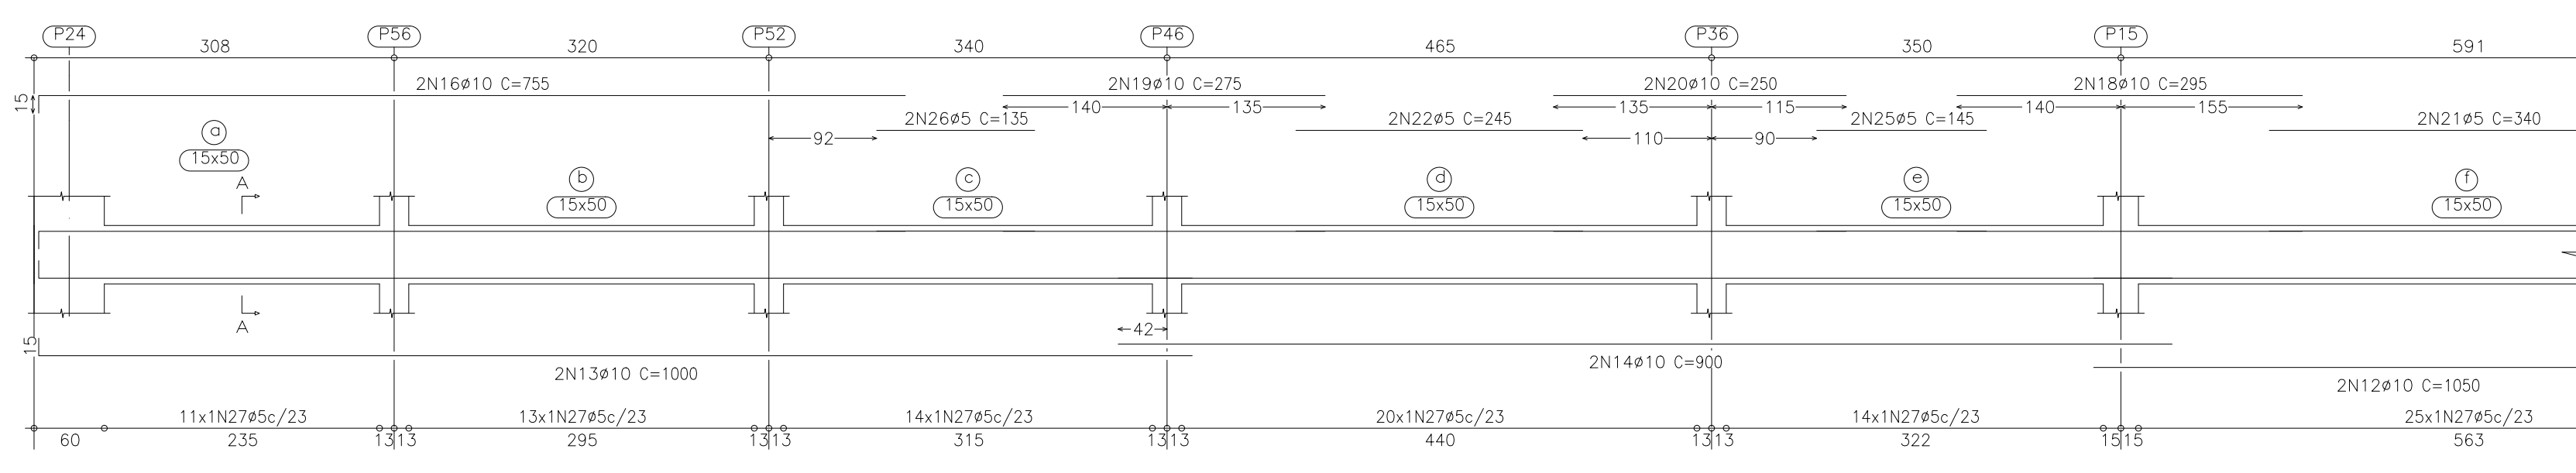 P24 P56 P52 P46 P36 P15
308 320 340 465 350 591
2N16ø10 C=755 2N19ø10 C=275 2N20ø10 C=250 2N18ø10 C=295
15 140 135 135 115 140 155
2N26ø5 C=135 2N22ø5 C=245 2N25ø5 C=145 2N21ø5 C=340
92 110 90
a
15x50
A b c d e f
15x50 15x50 15x50 15x50 15x50
A
42
15
2N14ø10 C=900
2N13ø10 C=1000
2N12ø10 C=1050
11x1N27ø5c/23 13x1N27ø5c/23 14x1N27ø5c/23 20x1N27ø5c/23 14x1N27ø5c/23 25x1N27ø5c/23
60 235 13 13 295 13 13 315 13 13 440 13 13 322 15 15 563